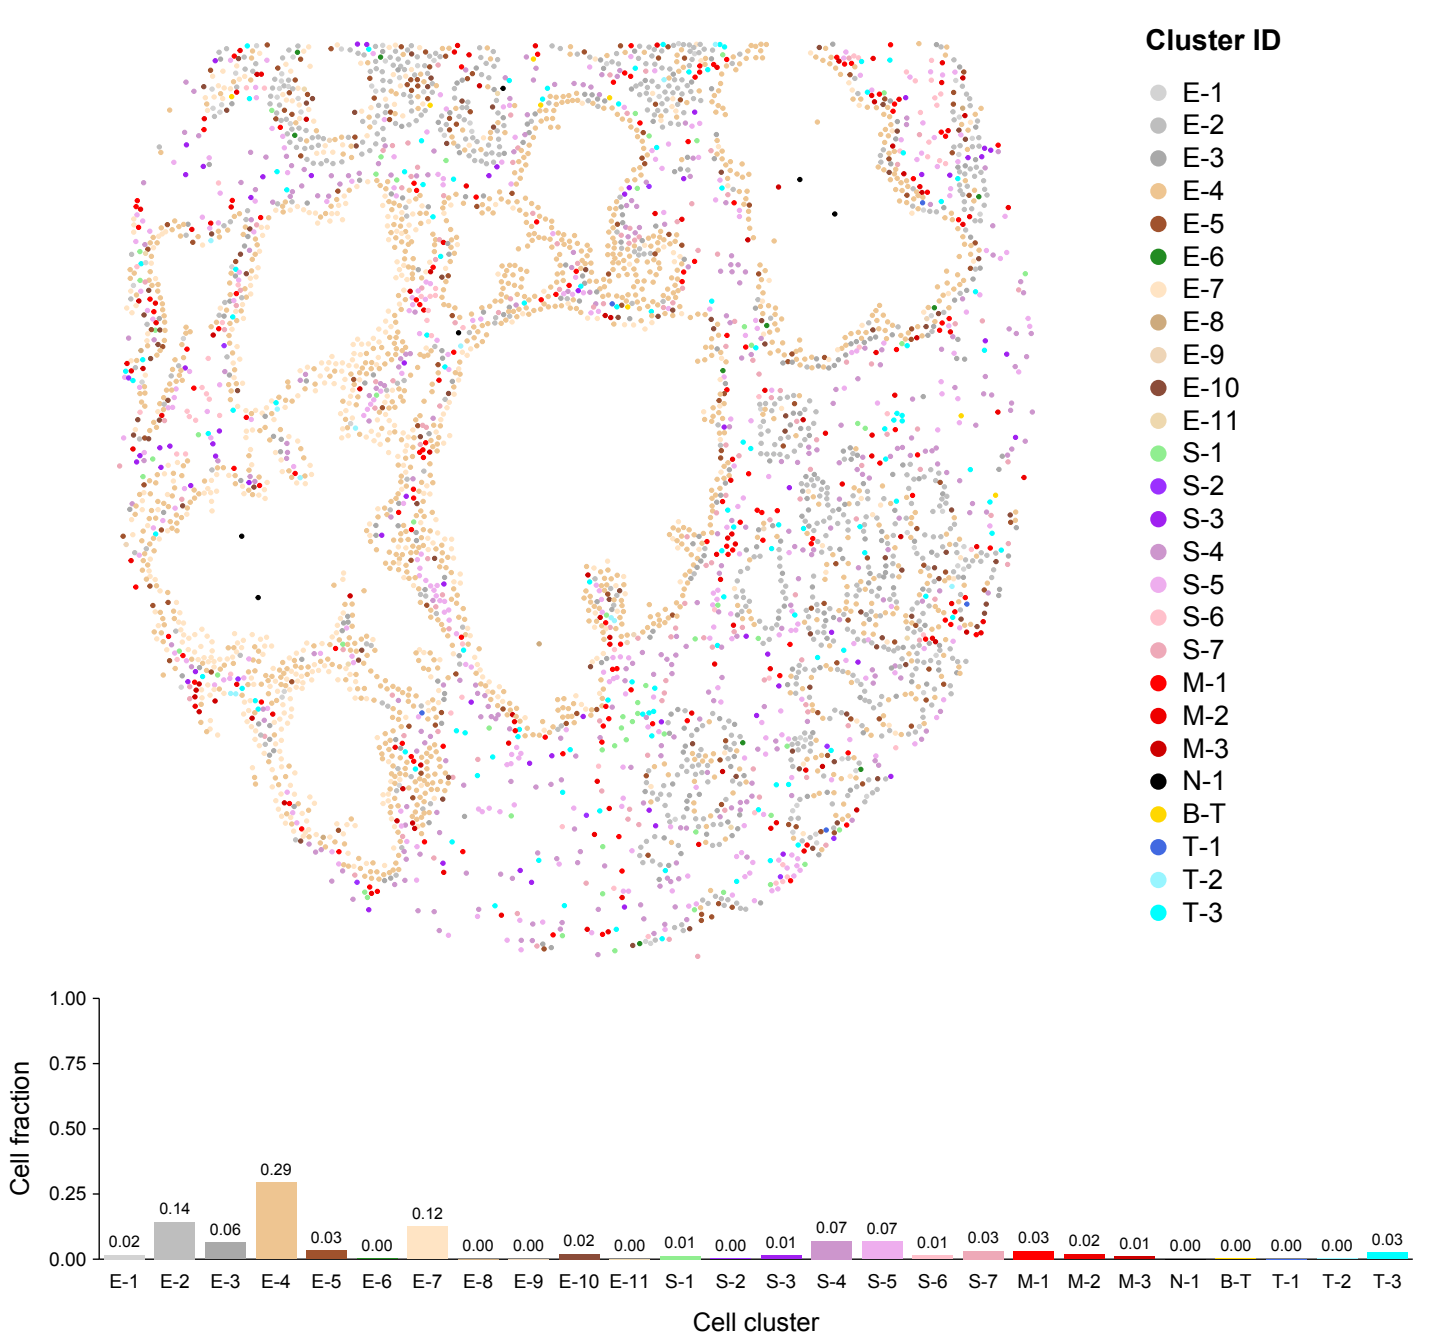 Cluster ID
E-1
E-2
E-3
E-4
E-5
E-6
E-7
E-8
E-9
E-10
E-11
S-1
S-2
S-3
S-4
S-5
S-6
S-7
M-1
M-2
M-3
N-1
B-T
T-1
T-2
T-3
1.00
0.75
0.50
0.25
0.00
Cell fraction
0.02 0.14 0.06 0.29 0.03 0.00 0.12 0.00 0.00 0.02 0.00 0.01 0.00 0.01 0.07 0.07 0.01 0.03 0.03 0.02 0.01 0.00 0.00 0.00 0.00 0.03
E-1 E-2 E-3 E-4 E-5 E-6 E-7 E-8 E-9 E-10 E-11 S-1 S-2 S-3 S-4 S-5 S-6 S-7 M-1 M-2 M-3 N-1 B-T T-1 T-2 T-3
Cell cluster